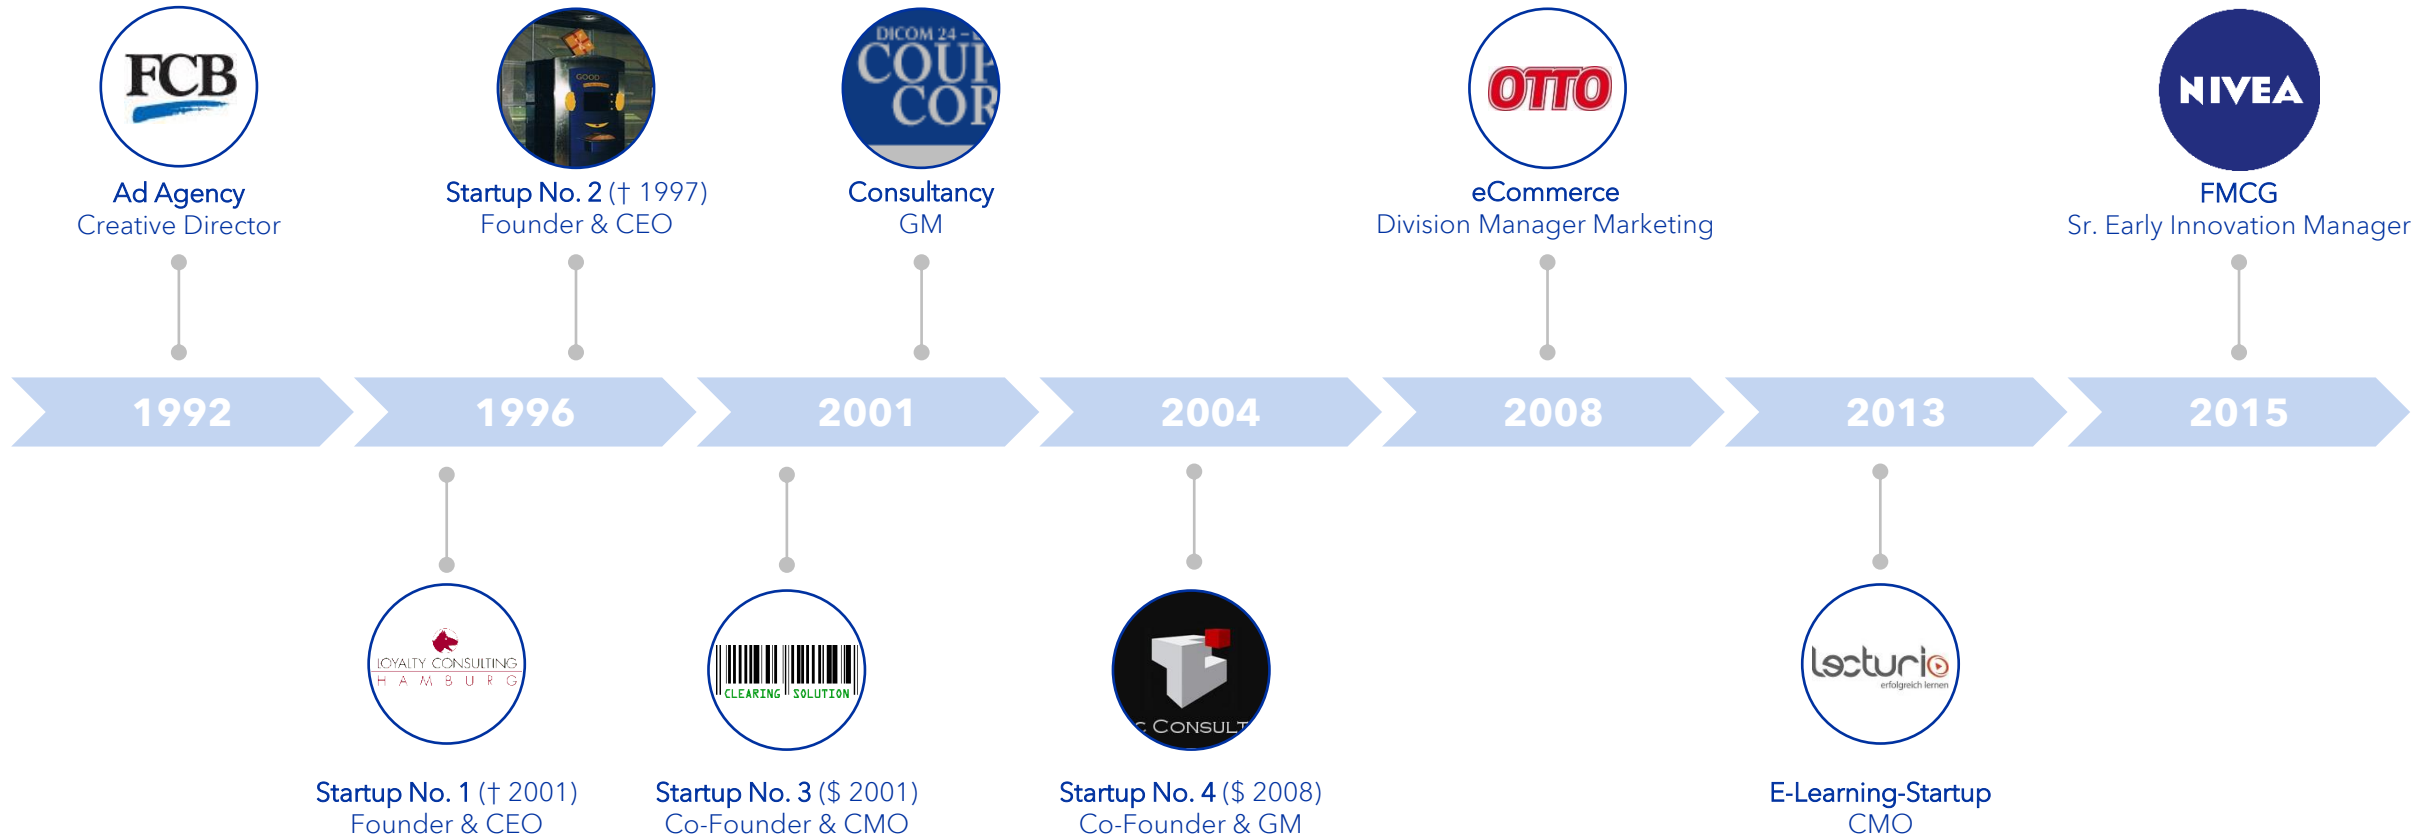 FCB
GOOD
DICOM 24 -
COUP
COR
OTTO
NIVEA
Ad Agency
Creative Director
Startup No. 2 († 1997)
Founder & CEO
Consultancy
GM
eCommerce
Division Manager Marketing
FMCG
Sr. Early Innovation Manager
1992
1996
2001
2004
2008
2013
2015
LOYALTY CONSULTING
HAMBURG
CLEARING SOLUTION
CONSULT
lecturio
erfolgreich lernen
Startup No. 1 († 2001)
Founder & CEO
Startup No. 3 ($ 2001)
Co-Founder & CMO
Startup No. 4 ($ 2008)
Co-Founder & GM
E-Learning-Startup
CMO